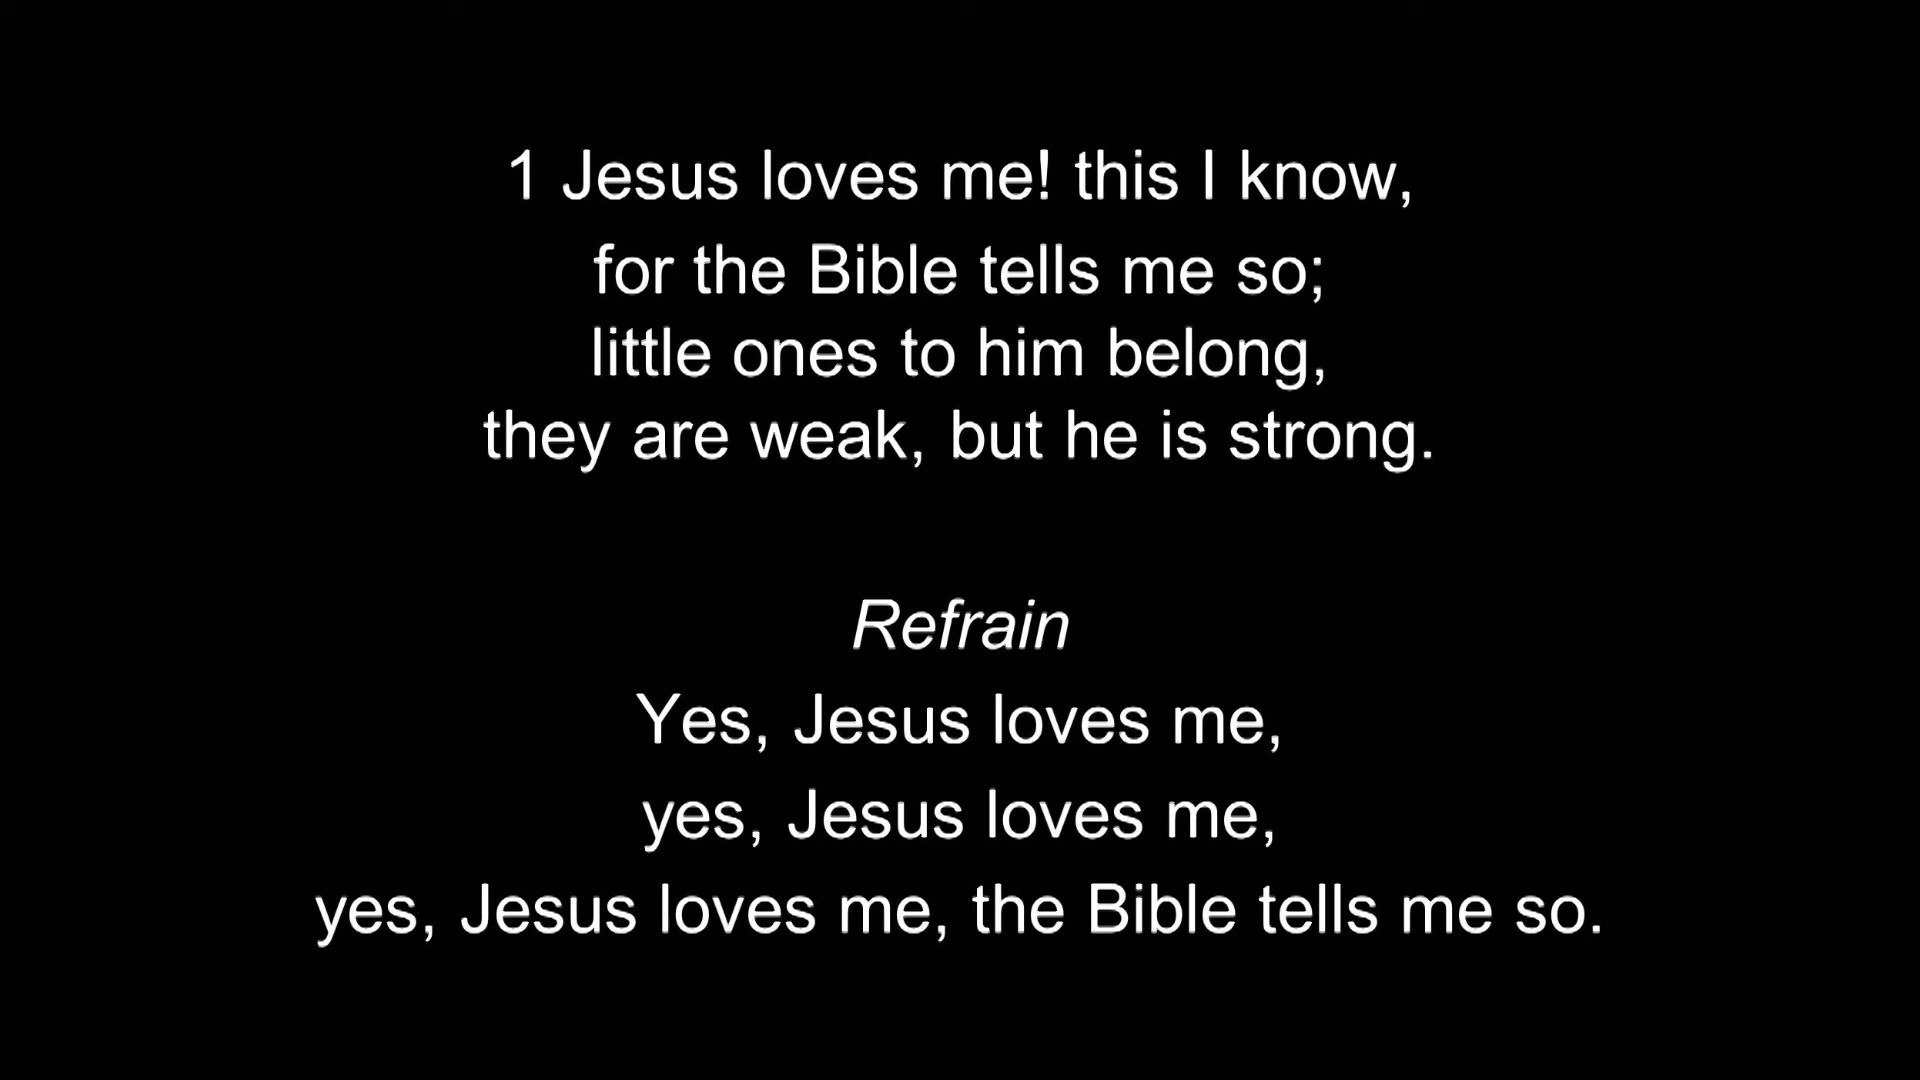 1 Jesus loves me! this I know,
for the Bible tells me so;
little ones to him belong,
they are weak, but he is strong.
Refrain
Yes, Jesus loves me,
yes, Jesus loves me,
yes, Jesus loves me, the Bible tells me so.